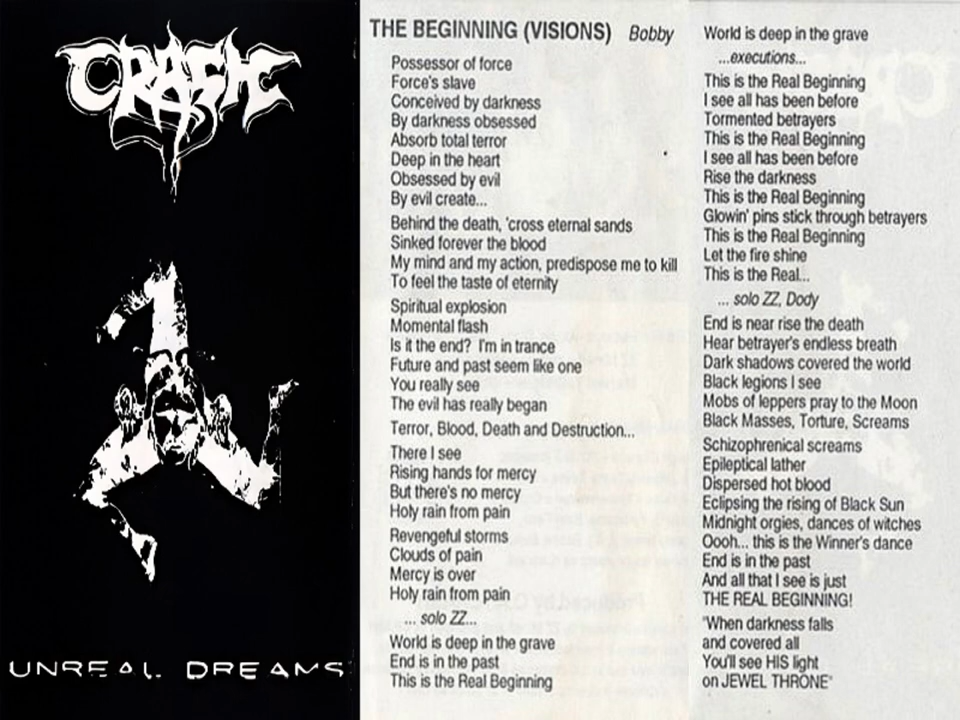 UNREAL DREAMS
THE BEGINNING (VISIONS) Bobby
Possessor of force
Force's slave
Conceived by darkness
By darkness obsessed
Absorb total terror
Deep in the heart
Obsessed by evil
By evil create...
Behind the death, 'cross eternal sands
Sinked forever the blood
My mind and my action, predispose me to kill
To feel the taste of eternity
Spiritual explosion
Momental flash
Is it the end? I'm in trance
Future and past seem like one
You really see
The evil has really began
Terror, Blood, Death and Destruction...
There I see
Rising hands for mercy
But there's no mercy
Holy rain from pain
Revengeful storms
Clouds of pain
Mercy is over
Holy rain from pain
... solo ZZ...
World is deep in the grave
End is in the past
This is the Real Beginning
World is deep in the grave
...executions...
This is the Real Beginning
I see all has been before
Tormented betrayers
This is the Real Beginning
I see all has been before
Rise the darkness
This is the Real Beginning
Glowin' pins stick through betrayers
This is the Real Beginning
Let the fire shine
This is the Real...
... solo ZZ, Dody
End is near rise the death
Hear betrayer's endless breath
Dark shadows covered the world
Black legions I see
Mobs of leppers pray to the Moon
Black Masses, Torture, Screams
Schizophrenical screams
Epileptical lather
Dispersed hot blood
Eclipsing the rising of Black Sun
Midnight orgies, dances of witches
Oooh... this is the Winner's dance
End is in the past
And all that I see is just
THE REAL BEGINNING!
"When darkness falls
and covered all
You'll see HIS light
on JEWEL THRONE"